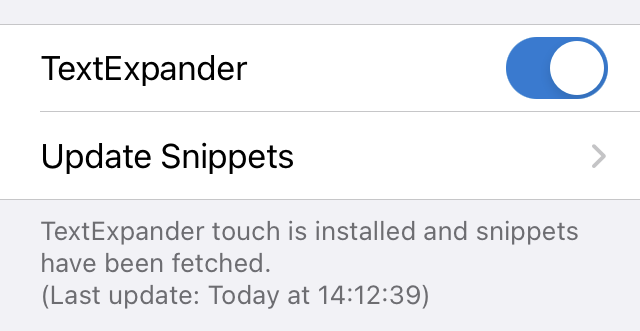 TextExpander
Update Snippets
TextExpander touch is installed and snippets
have been fetched.
(Last update: Today at 14:12:39)